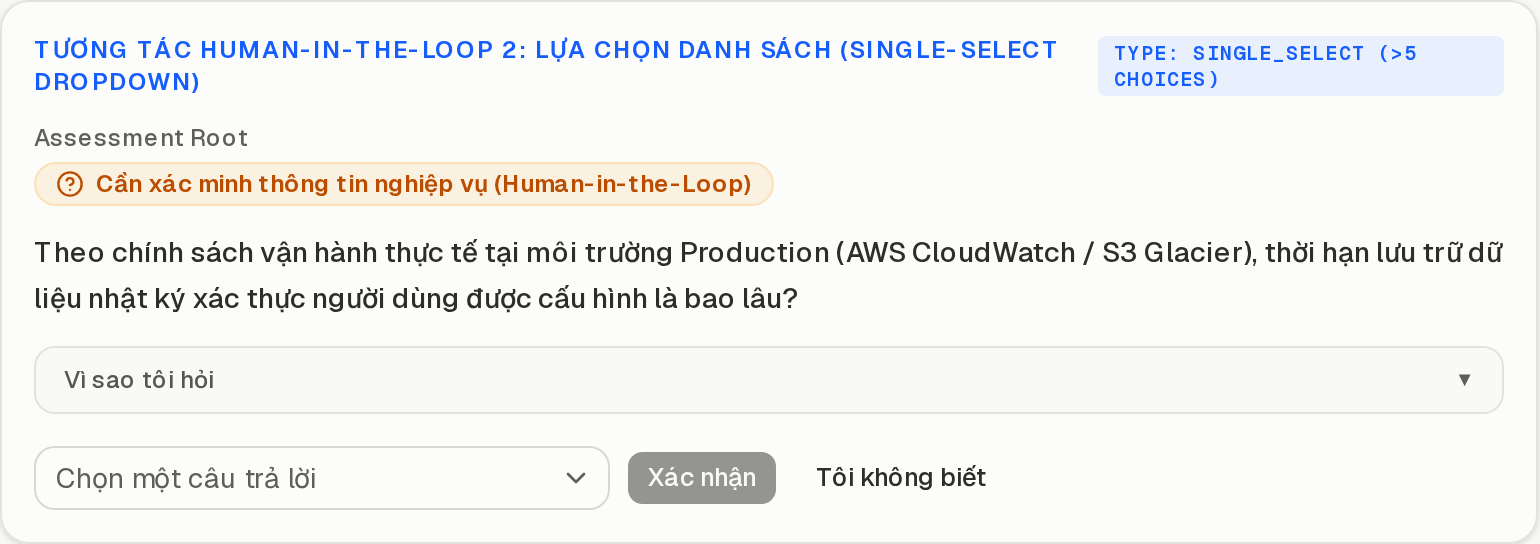 TƯƠNG TÁC HUMAN-IN-THE-LOOP 2: LỰA CHỌN DANH SÁCH (SINGLE-SELECT
DROPDOWN)
TYPE: SINGLE_SELECT (>5
CHOICES)
Assessment Root
Cần xác minh thông tin nghiệp vụ (Human-in-the-Loop)
Theo chính sách vận hành thực tế tại môi trường Production (AWS CloudWatch / S3 Glacier), thời hạn lưu trữ dữ
liệu nhật ký xác thực người dùng được cấu hình là bao lâu?
Vì sao tôi hỏi
Chọn một câu trả lời
Xác nhận
Tôi không biết